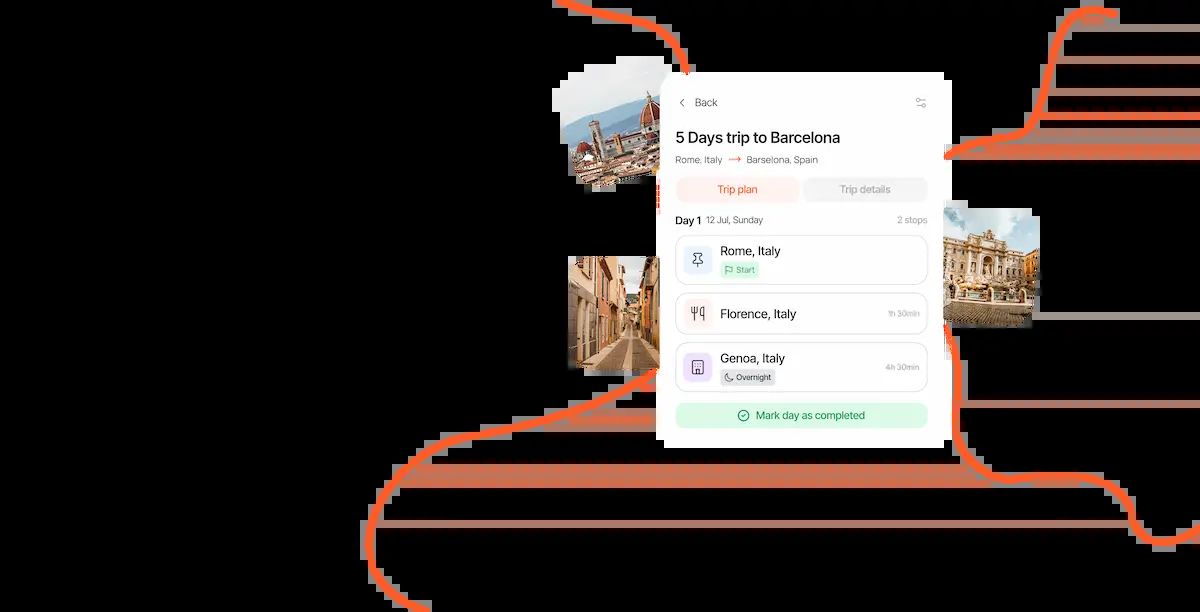 Back
5 Days trip to Barcelona
Rome, Italy → Barselona, Spain
Trip plan Trip details
Day 1 12 Jul, Sunday 2 stops
Rome, Italy
Start
Florence, Italy 1h 30min
Genoa, Italy
Overnight 4h 30min
Mark day as completed